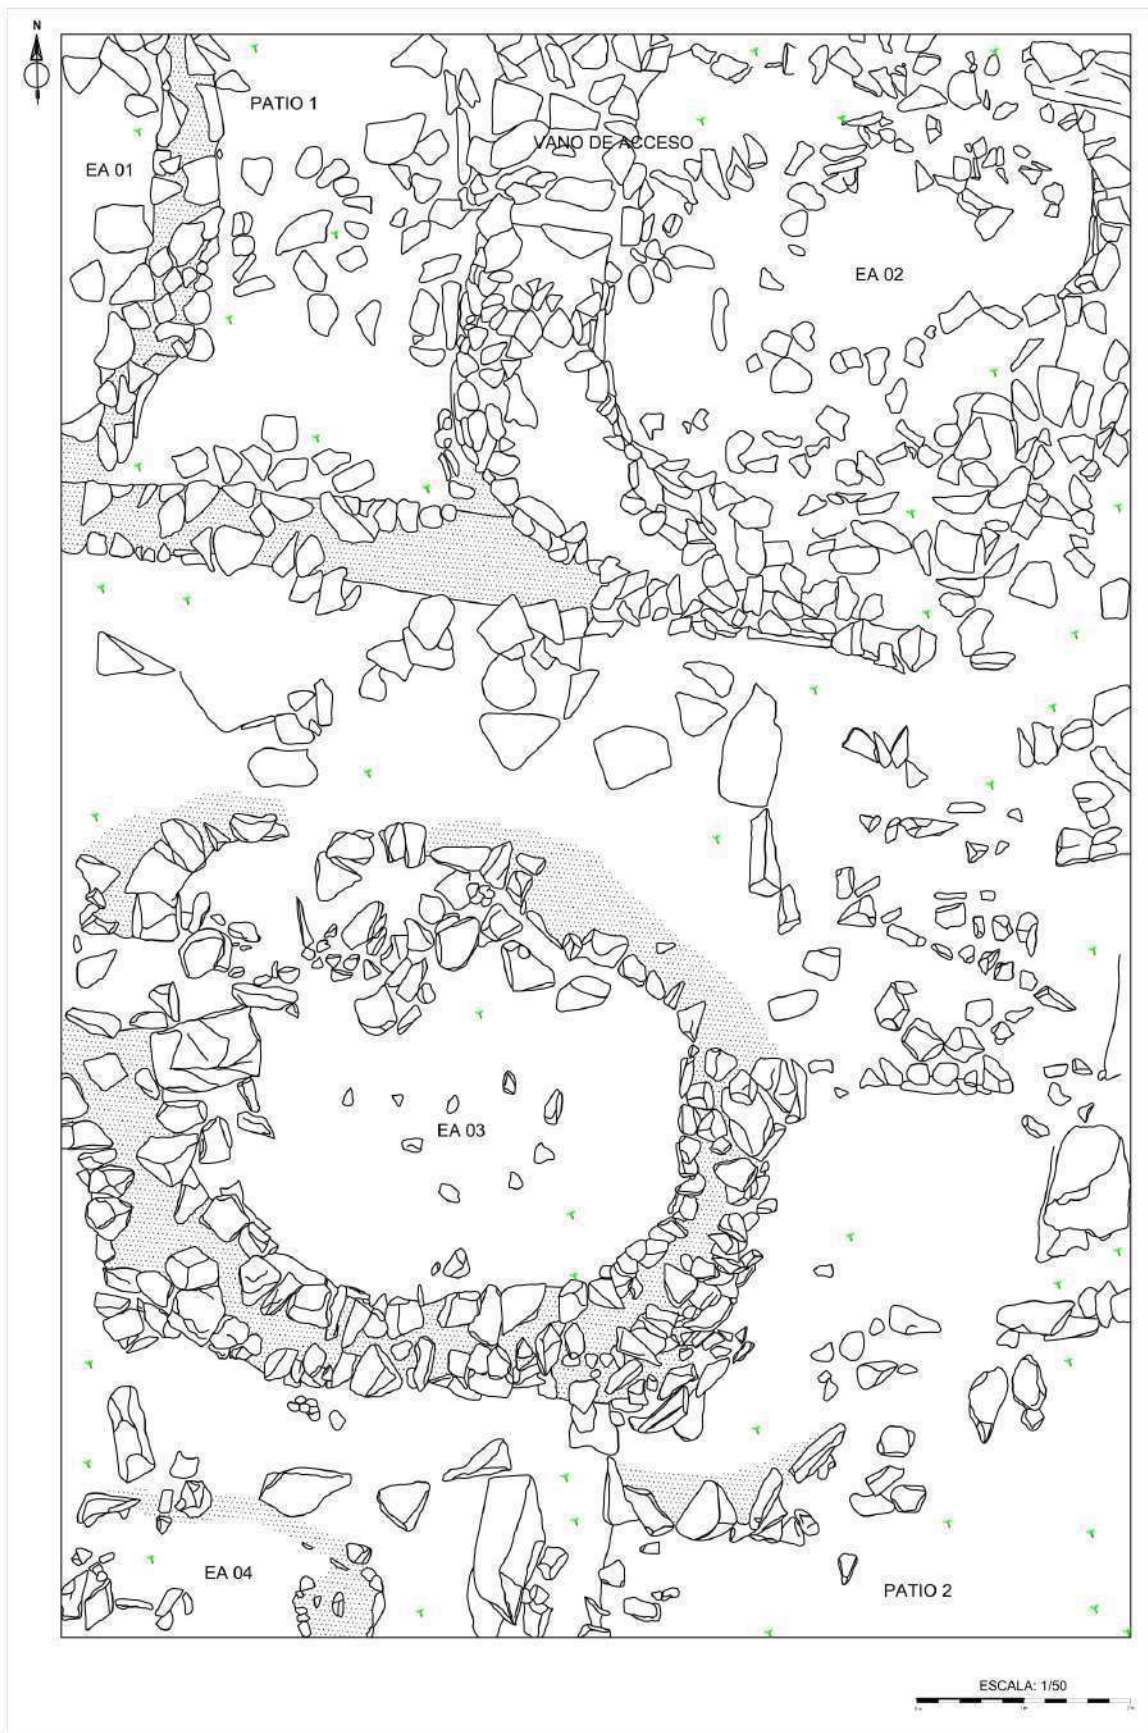 N
PATIO 1
VANO DE ACCESO
EA 01
EA 02
EA 03
EA 04
PATIO 2
ESCALA: 1/50